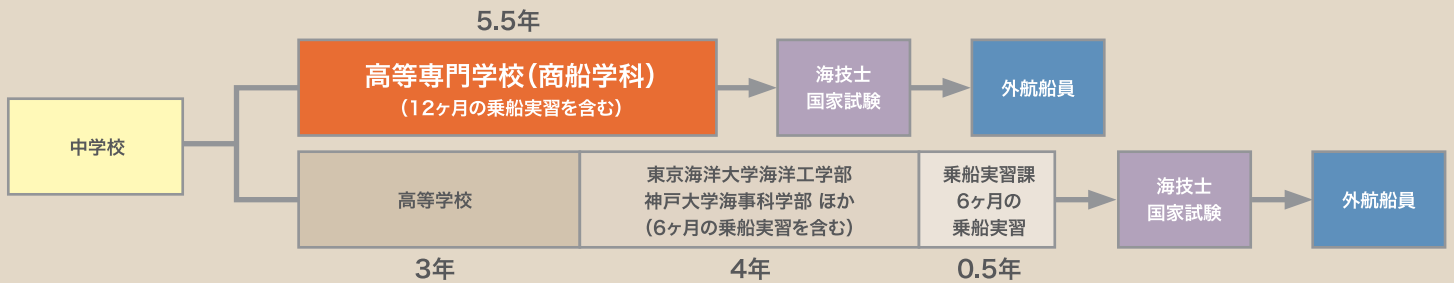 5.5年
高等専門学校(商船学科)
(12ヶ月の乗船実習を含む)
海技士
国家試験
外航船員
中学校
高等学校
東京海洋大学海洋工学部
神戸大学海事科学部 ほか
(6ヶ月の乗船実習を含む)
乗船実習課
6ヶ月の
乗船実習
海技士
国家試験
外航船員
3年
4年
0.5年